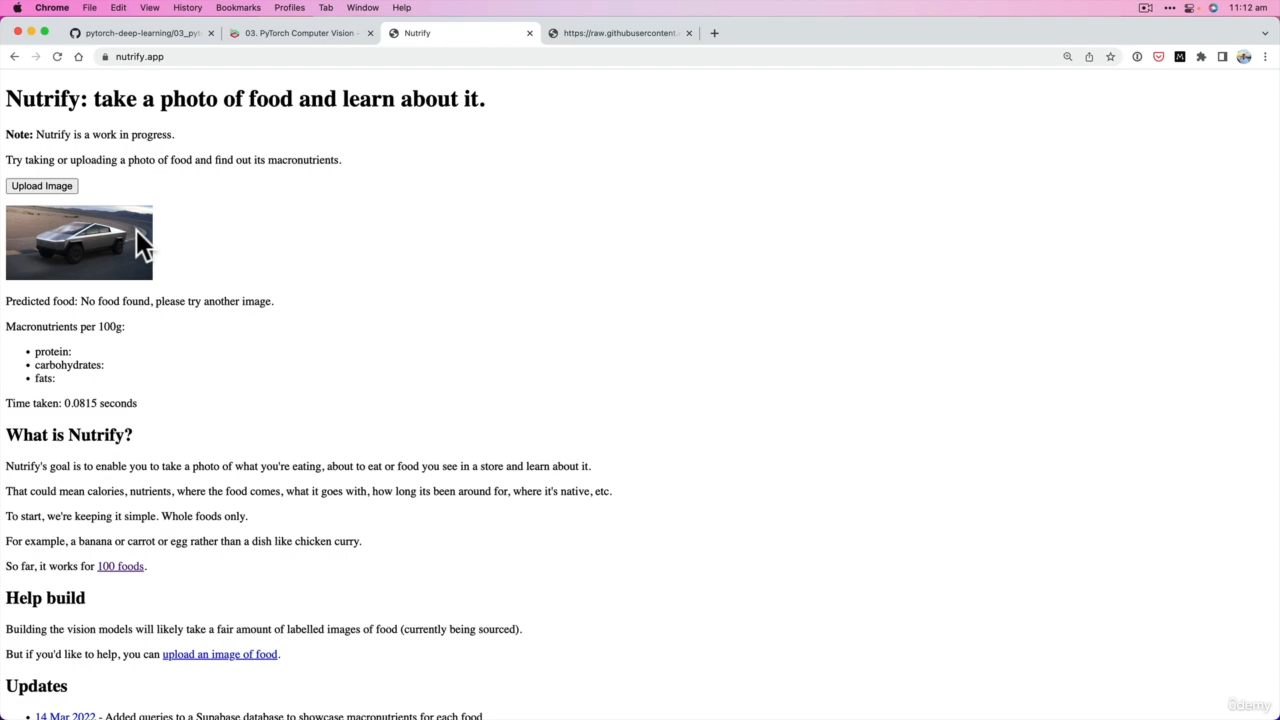 Chrome File Edit View History Bookmarks Profiles Tab Window Help 11:12 am
pytorch-deep-learning/03_pyt 03. PyTorch Computer Vision - Nutrify https://raw.githubusercontent.
nutrify.app
Nutrify: take a photo of food and learn about it.
Note: Nutrify is a work in progress.
Try taking or uploading a photo of food and find out its macronutrients.
Upload Image
Predicted food: No food found, please try another image.
Macronutrients per 100g:
• protein:
• carbohydrates:
• fats:
Time taken: 0.0815 seconds
What is Nutrify?
Nutrify's goal is to enable you to take a photo of what you're eating, about to eat or food you see in a store and learn about it.
That could mean calories, nutrients, where the food comes, what it goes with, how long its been around for, where it's native, etc.
To start, we're keeping it simple. Whole foods only.
For example, a banana or carrot or egg rather than a dish like chicken curry.
So far, it works for 100 foods.
Help build
Building the vision models will likely take a fair amount of labelled images of food (currently being sourced).
But if you'd like to help, you can upload an image of food.
Updates
• 14 Mar 2022 - Added queries to a Supabase database to showcase macronutrients for each food
ûdemy